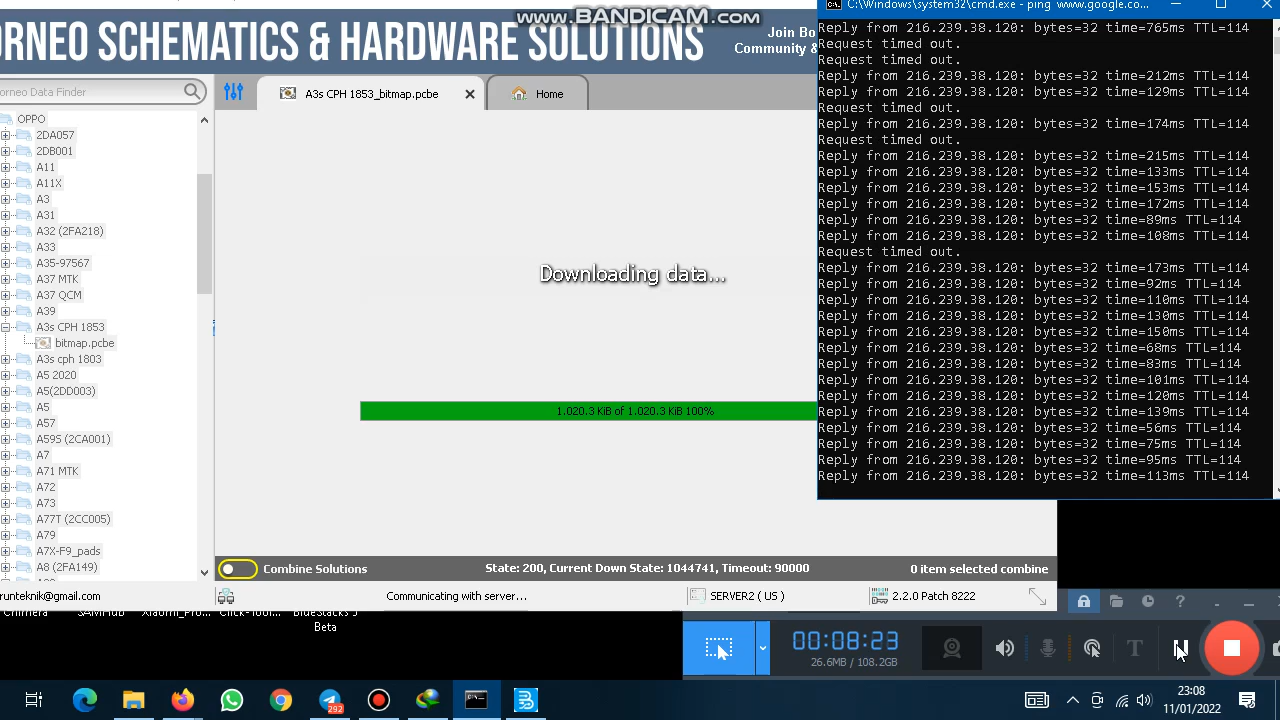 www.BANDICAM.com
ORNEO SCHEMATICS & HARDWARE SOLUTIONS
Join Bo
Community &
orneo Data Finder
A3s CPH 1853_bitmap.pcbe
Home
OPPO
2DA057
2DB001
A11
A11X
A3
A31
A32 (2FA218)
A33
A35-97567
A37 MTK
A37 QCM
A39
A3s CPH 1853
bitmap.pcbe
A3s cph 1803
A5 2020
A5(2DD003)
A5
A57
A59S (2CA001)
A7
A71 MTK
A72
A73
A77T (2CC005)
A79
A7X-F9_pads
A8 (2FA149)
Downloading data...
1.020.3 KiB of 1.020.3 KiB 100%
Combine Solutions
State: 200, Current Down State: 1044741, Timeout: 90000
0 item selected combine
runteknik@gmail.com
Communicating with server...
SERVER2 ( US )
2.2.0 Patch 8222
C:\Windows\system32\cmd.exe - ping www.google.co...
Reply from 216.239.38.120: bytes=32 time=765ms TTL=114
Request timed out.
Request timed out.
Reply from 216.239.38.120: bytes=32 time=212ms TTL=114
Reply from 216.239.38.120: bytes=32 time=129ms TTL=114
Request timed out.
Reply from 216.239.38.120: bytes=32 time=174ms TTL=114
Request timed out.
Reply from 216.239.38.120: bytes=32 time=215ms TTL=114
Reply from 216.239.38.120: bytes=32 time=133ms TTL=114
Reply from 216.239.38.120: bytes=32 time=153ms TTL=114
Reply from 216.239.38.120: bytes=32 time=172ms TTL=114
Reply from 216.239.38.120: bytes=32 time=89ms TTL=114
Reply from 216.239.38.120: bytes=32 time=108ms TTL=114
Request timed out.
Reply from 216.239.38.120: bytes=32 time=73ms TTL=114
Reply from 216.239.38.120: bytes=32 TTL=114
Reply from 216.239.38.120: bytes=32 TTL=114
Reply from 216.239.38.120: bytes=32 time=130ms TTL=114
Reply from 216.239.38.120: bytes=32 time=150ms TTL=114
Reply from 216.239.38.120: bytes=32 time=68ms TTL=114
Reply from 216.239.38.120: bytes=32 time=83ms TTL=114
Reply from 216.239.38.120: bytes=32 TTL=114
Reply from 216.239.38.120: bytes=32 TTL=114
Reply from 216.239.38.120: bytes=32 TTL=114
Reply from 216.239.38.120: bytes=32 time=56ms TTL=114
Reply from 216.239.38.120: bytes=32 time=75ms TTL=114
Reply from 216.239.38.120: bytes=32 time=95ms TTL=114
Reply from 216.239.38.120: bytes=32 time=113ms TTL=114
Chimera
SAMHub
Xiaomi_Pro...
Click-Tool...
BlueStacks 5
Beta
00:08:23
26.6MB / 108.2GB
292
11/01/2022